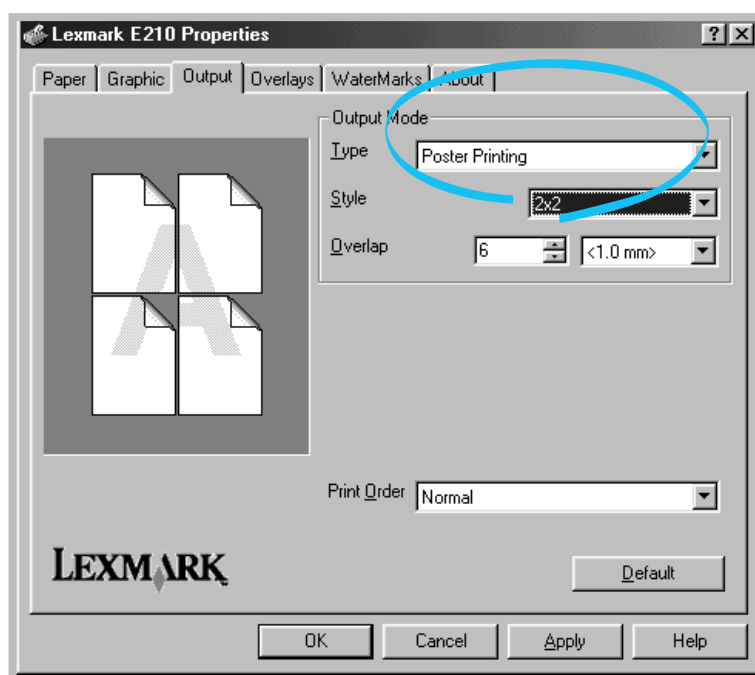 Lexmark E210 Properties
Paper Graphic Output Overlays WaterMarks About
Output Mode
Type Poster Printing
Style 2x2
Overlap 6 <1.0 mm>
A
Print Order Normal
LEXMARK
Default
OK Cancel Apply Help